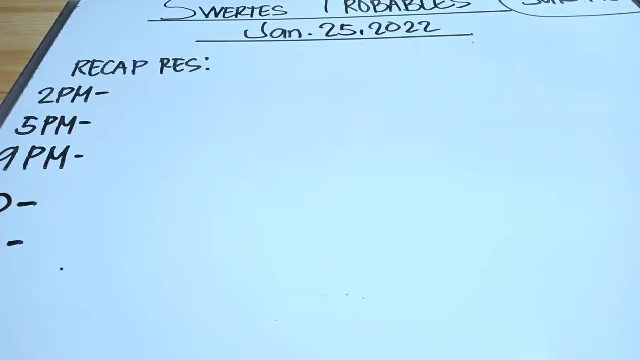 SWERTES PROBABLES
Jan. 25, 2022
RECAP RES:
2PM-
5PM-
9PM-
-
-